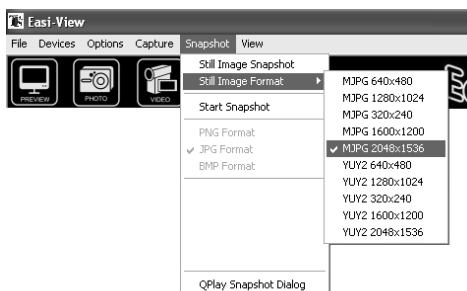 Easi-View
File Devices Options Capture Snapshot View
PREVIEW PHOTO VIDEO
Still Image Snapshot
Still Image Format
Start Snapshot
PNG Format
JPG Format
BMP Format
QPlay Snapshot Dialog
MJPG 640x480
MJPG 1280x1024
MJPG 320x240
MJPG 1600x1200
MJPG 2048x1536
YUY2 640x480
YUY2 1280x1024
YUY2 320x240
YUY2 1600x1200
YUY2 2048x1536